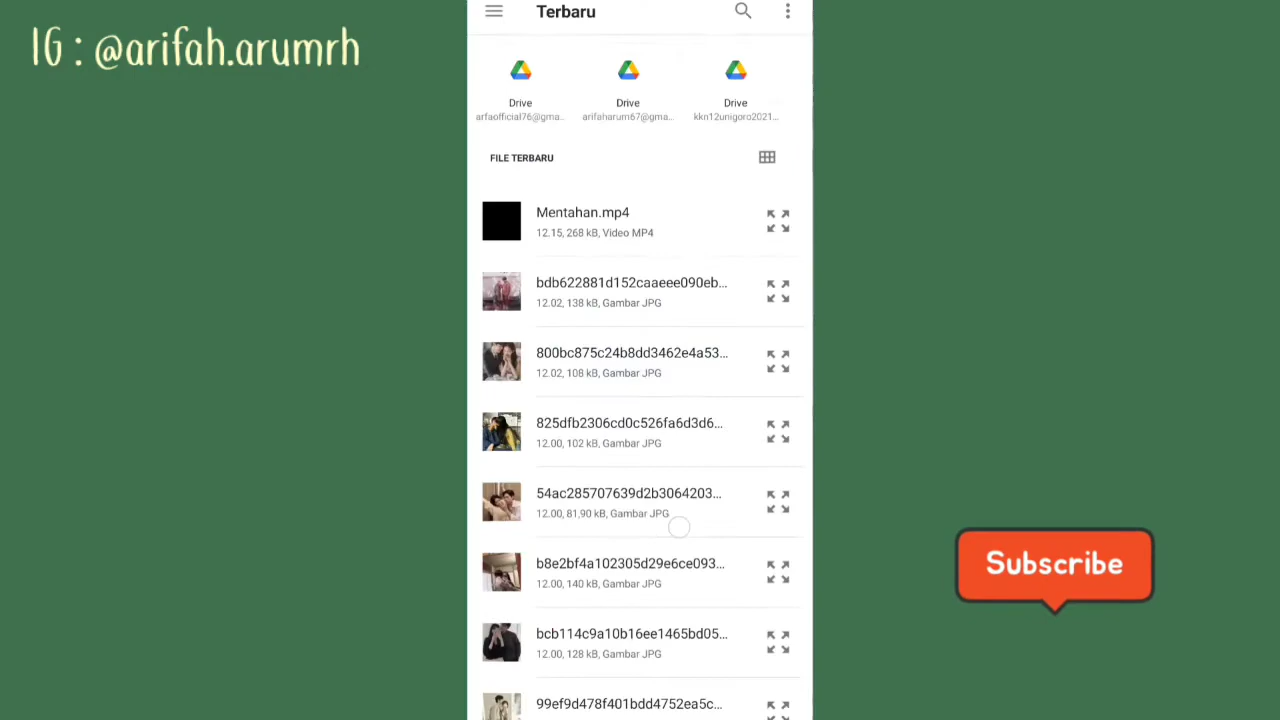 IG : @arifah.arumrh
Terbaru
Drive
arfaofficial76@gma...
Drive
arifaharum67@gma...
Drive
kkn12unigoro2021...
FILE TERBARU
Mentahan.mp4
12.15, 268 kB, Video MP4
bdb622881d152caaeee090eb...
12.02, 138 kB, Gambar JPG
800bc875c24b8dd3462e4a53...
12.02, 108 kB, Gambar JPG
825dfb2306cd0c526fa6d3d6...
12.00, 102 kB, Gambar JPG
54ac285707639d2b3064203...
12.00, 81,90 kB, Gambar JPG
b8e2bf4a102305d29e6ce093...
12.00, 140 kB, Gambar JPG
bcb114c9a10b16ee1465bd05...
12.00, 128 kB, Gambar JPG
99ef9d478f401bdd4752ea5c...
Subscribe